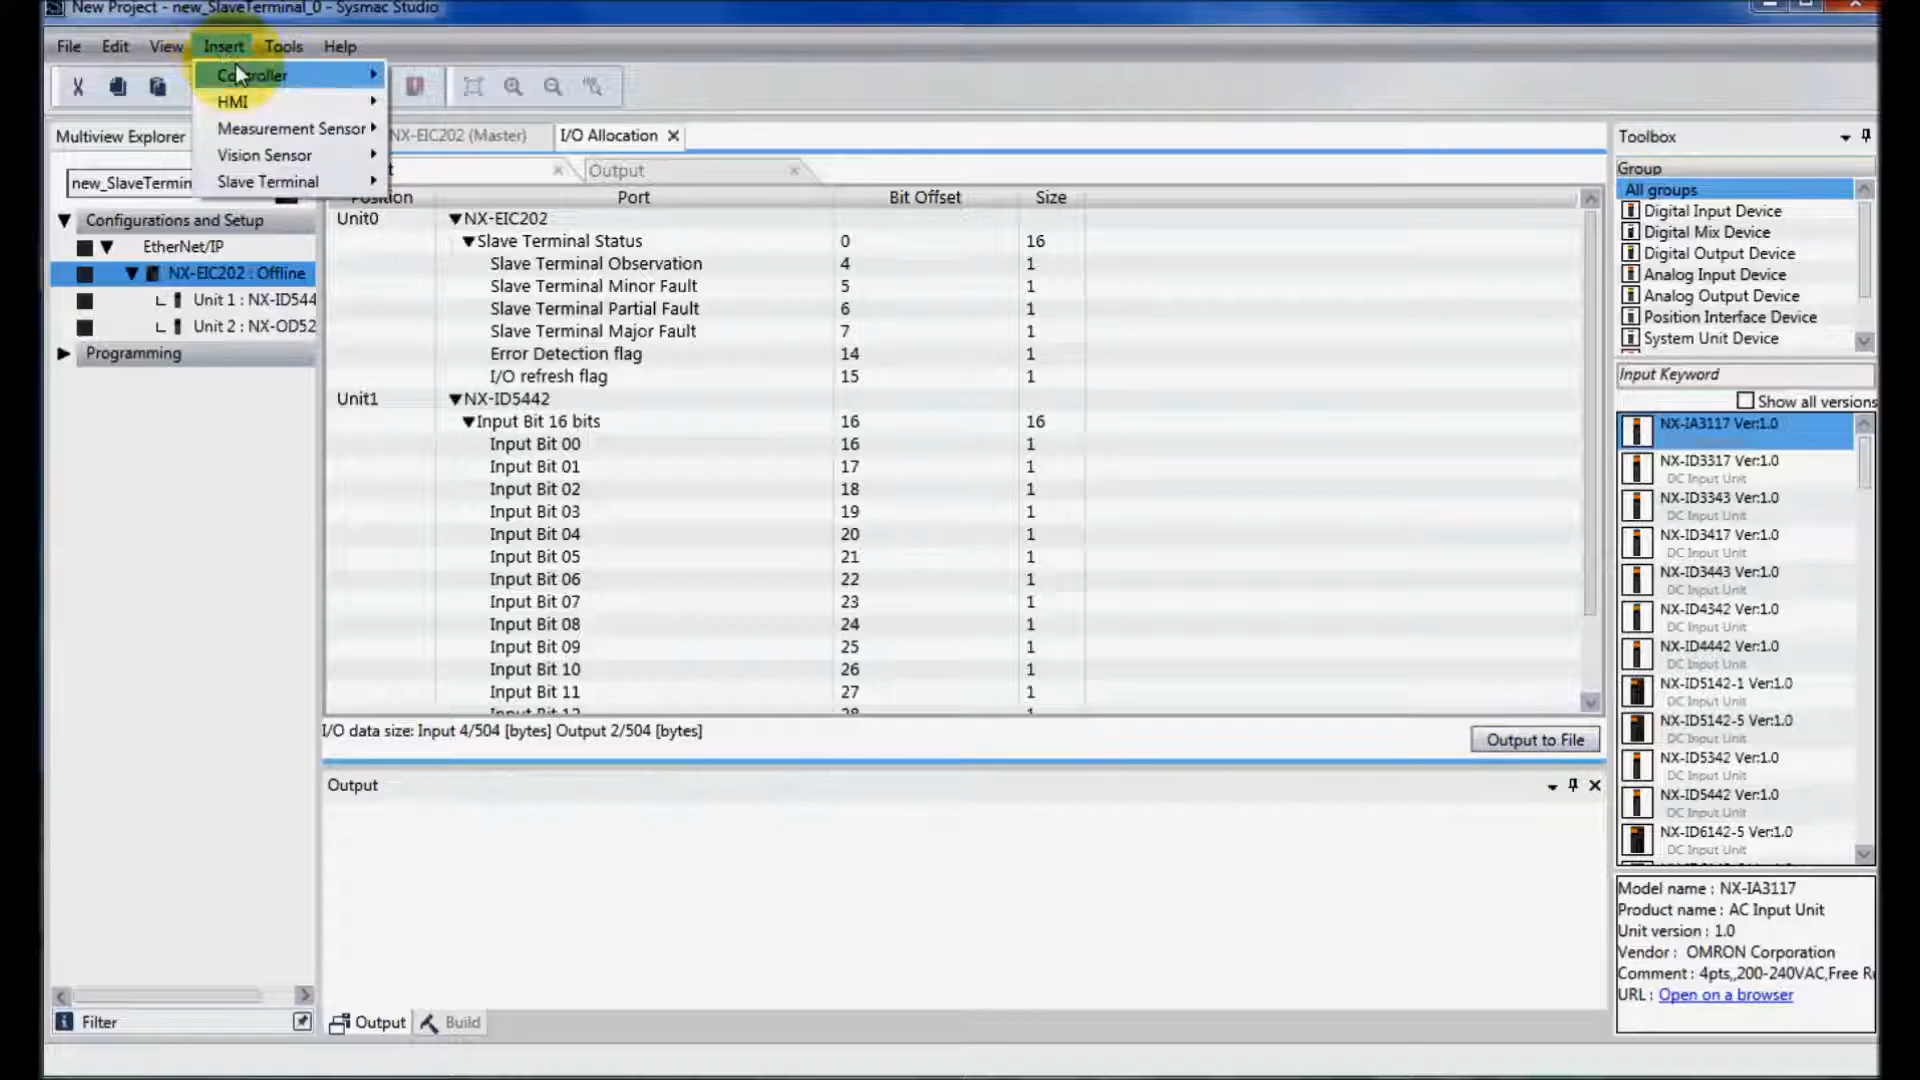 New Project - new_SlaveTerminal_0 - Sysmac Studio
File Edit View Insert Tools Help
Controller
HMI
Measurement Sensor
Vision Sensor
Slave Terminal
Multiview Explorer
new_SlaveTermin
Configurations and Setup
EtherNet/IP
NX-EIC202 : Offline
Unit 1 : NX-ID544
Unit 2 : NX-OD52
Programming
Filter
NX-EIC202 (Master) I/O Allocation
Output
Position Port Bit Offset Size
Unit0 NX-EIC202
Slave Terminal Status 0 16
Slave Terminal Observation 4 1
Slave Terminal Minor Fault 5 1
Slave Terminal Partial Fault 6 1
Slave Terminal Major Fault 7 1
Error Detection flag 14 1
I/O refresh flag 15 1
Unit1 NX-ID5442
Input Bit 16 bits 16 16
Input Bit 00 16 1
Input Bit 01 17 1
Input Bit 02 18 1
Input Bit 03 19 1
Input Bit 04 20 1
Input Bit 05 21 1
Input Bit 06 22 1
Input Bit 07 23 1
Input Bit 08 24 1
Input Bit 09 25 1
Input Bit 10 26 1
Input Bit 11 27 1
Input Bit 12 28 1
I/O data size: Input 4/504 [bytes] Output 2/504 [bytes]
Output to File
Output
Output Build
Toolbox
Group
All groups
Digital Input Device
Digital Mix Device
Digital Output Device
Analog Input Device
Analog Output Device
Position Interface Device
System Unit Device
Input Keyword
Show all versions
NX-IA3117 Ver:1.0
NX-ID3317 Ver:1.0
DC Input Unit
NX-ID3343 Ver:1.0
DC Input Unit
NX-ID3417 Ver:1.0
DC Input Unit
NX-ID3443 Ver:1.0
DC Input Unit
NX-ID4342 Ver:1.0
DC Input Unit
NX-ID4442 Ver:1.0
DC Input Unit
NX-ID5142-1 Ver:1.0
DC Input Unit
NX-ID5142-5 Ver:1.0
DC Input Unit
NX-ID5342 Ver:1.0
DC Input Unit
NX-ID5442 Ver:1.0
DC Input Unit
NX-ID6142-5 Ver:1.0
DC Input Unit
Model name : NX-IA3117
Product name : AC Input Unit
Unit version : 1.0
Vendor : OMRON Corporation
Comment : 4pts,,200-240VAC,Free Ru
URL : Open on a browser